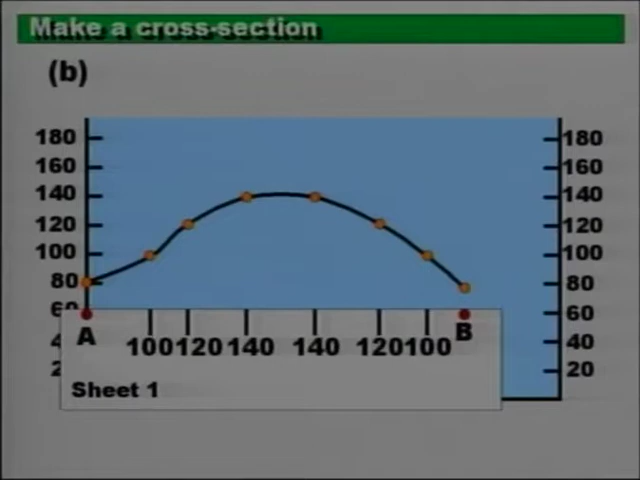 Make a cross-section
(b)
180 180
160 160
140 140
120 120
100 100
80 80
60 60
40
20
A B
100 120 140 140 120 100
Sheet 1